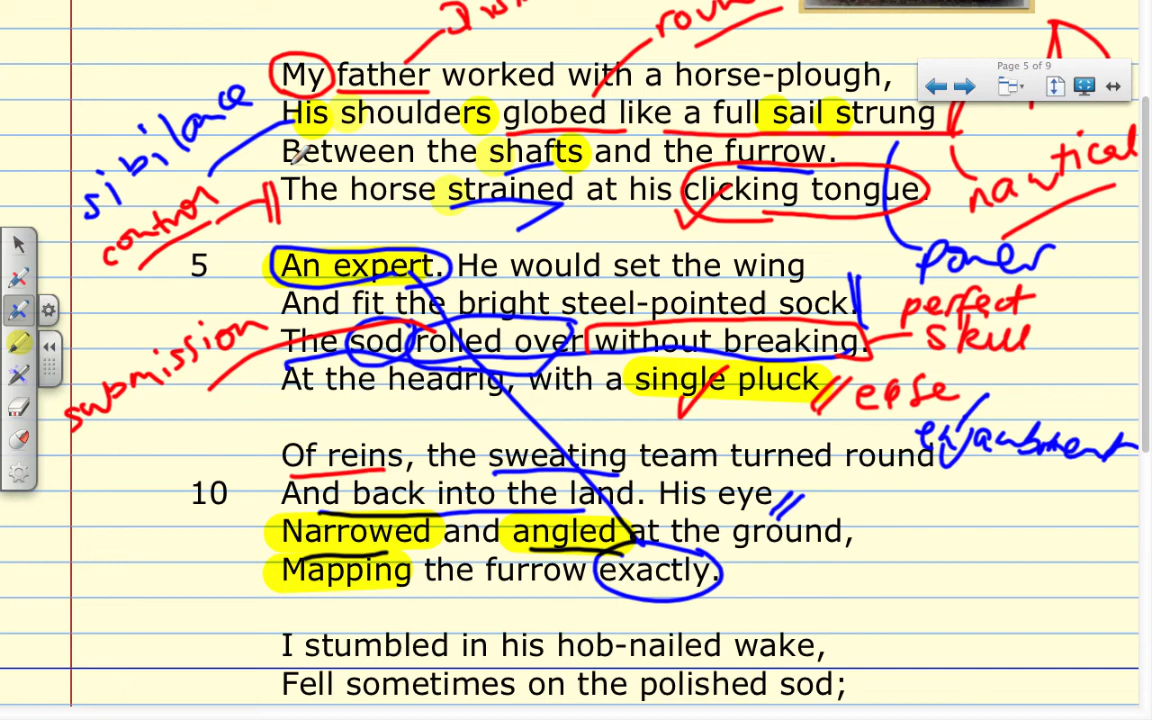 Page 5 of 9
My father worked with a horse-plough,
His shoulders globed like a full sail strung
Between the shafts and the furrow.
The horse strained at his clicking tongue.
sibilance
control
nautical
power
5 An expert. He would set the wing
And fit the bright steel-pointed sock.
The sod rolled over without breaking.
At the headrig, with a single pluck
perfect
skill
submission
ease
enjambment
Of reins, the sweating team turned round
10 And back into the land. His eye
Narrowed and angled at the ground,
Mapping the furrow exactly.
I stumbled in his hob-nailed wake,
Fell sometimes on the polished sod;